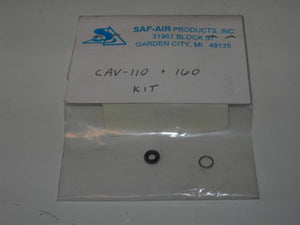 SAF-AIR PRODUCTS, INC
31967 BLOCK ST
GARDEN CITY, MI 48135
CAV-110 + 160
KIT